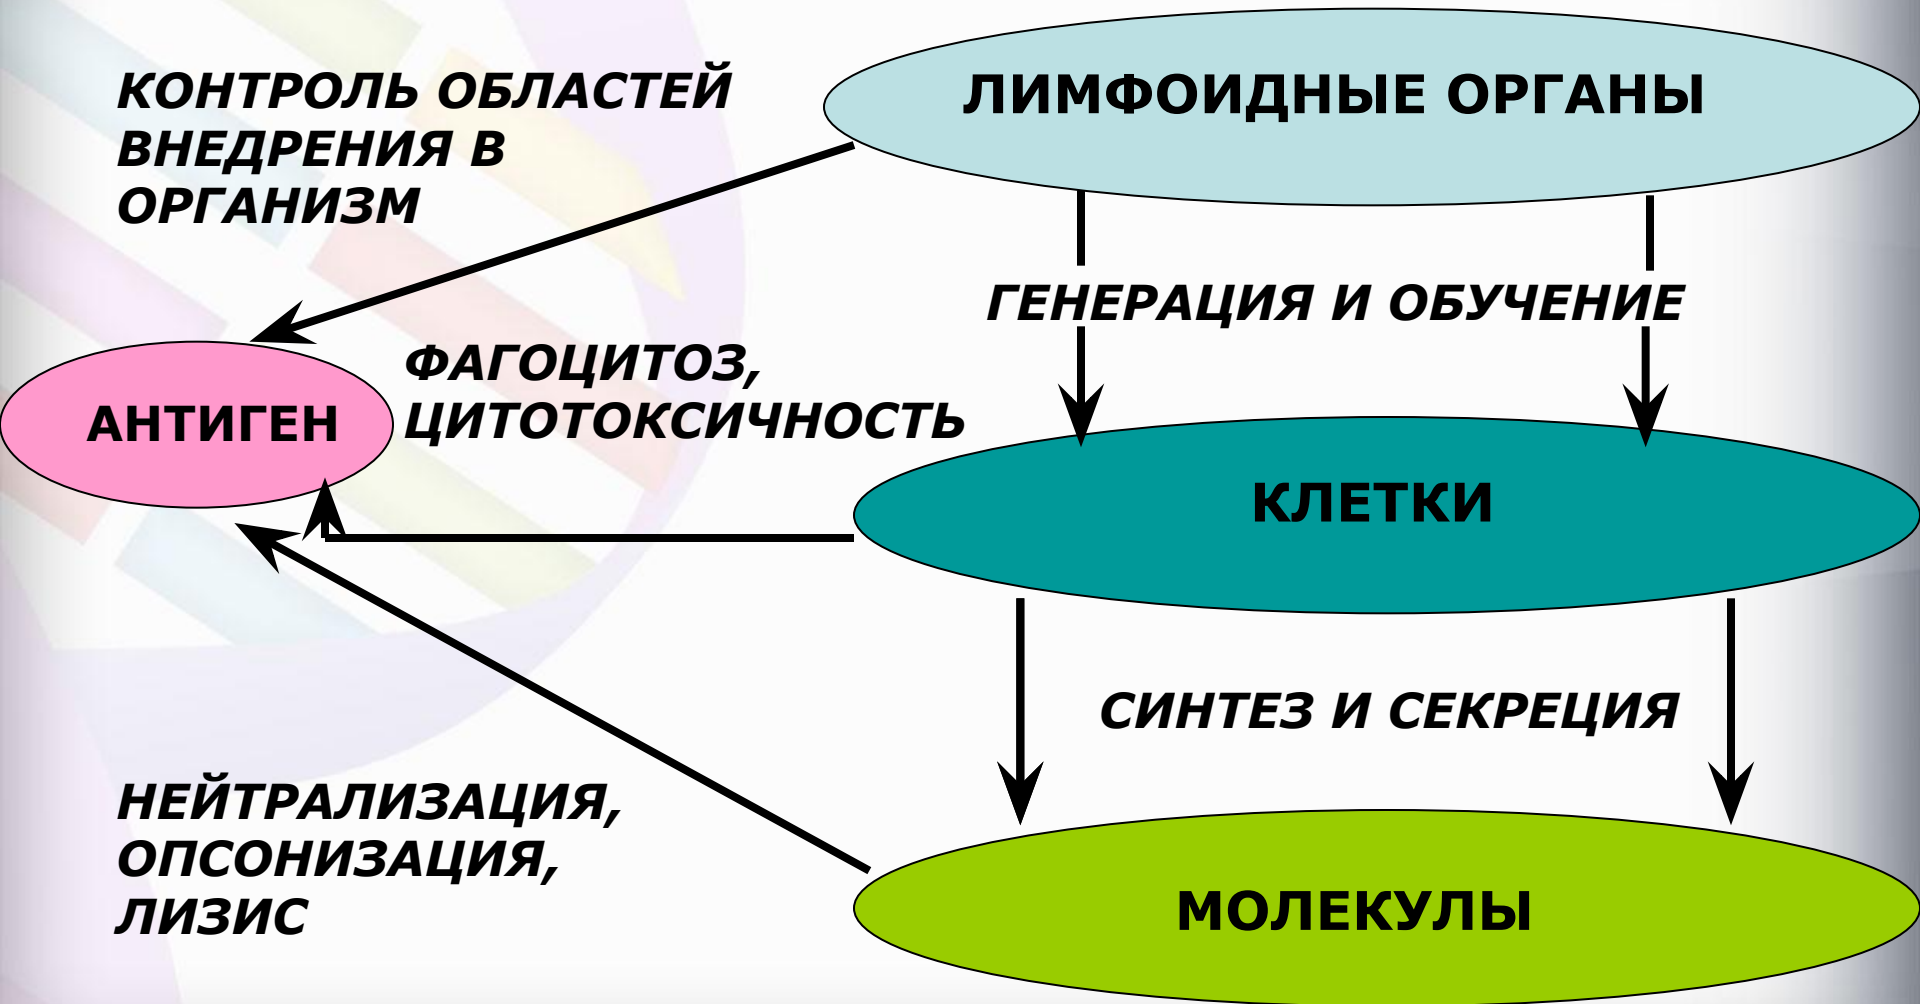 КОНТРОЛЬ ОБЛАСТЕЙ
ВНЕДРЕНИЯ В
ОРГАНИЗМ
ЛИМФОИДНЫЕ ОРГАНЫ
ГЕНЕРАЦИЯ И ОБУЧЕНИЕ
ФАГОЦИТОЗ,
ЦИТОТОКСИЧНОСТЬ
АНТИГЕН
КЛЕТКИ
СИНТЕЗ И СЕКРЕЦИЯ
НЕЙТРАЛИЗАЦИЯ,
ОПСОНИЗАЦИЯ,
ЛИЗИС
МОЛЕКУЛЫ